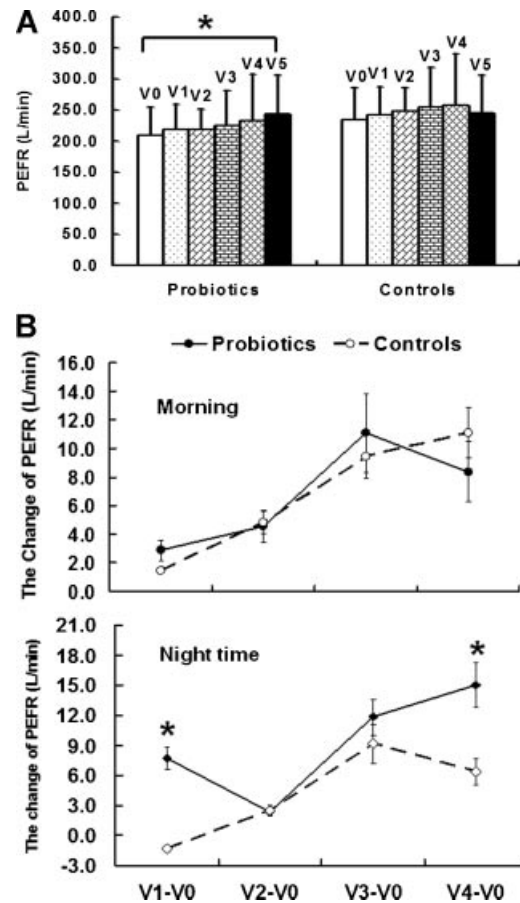 A
PEFR (L/min)
400.0
350.0
300.0
250.0
200.0
150.0
100.0
50.0
0.0
*
V0 V1 V2 V3 V4 V5
V0 V1 V2 V3 V4 V5
Probiotics Controls
B
Probiotics Controls
The Change of PEFR (L/min)
16.0
14.0
12.0
10.0
8.0
6.0
4.0
2.0
0.0
Morning
The change of PEFR (L/min)
21.0
18.0
15.0
12.0
9.0
6.0
3.0
0.0
-3.0
Night time
*
*
V1-V0 V2-V0 V3-V0 V4-V0